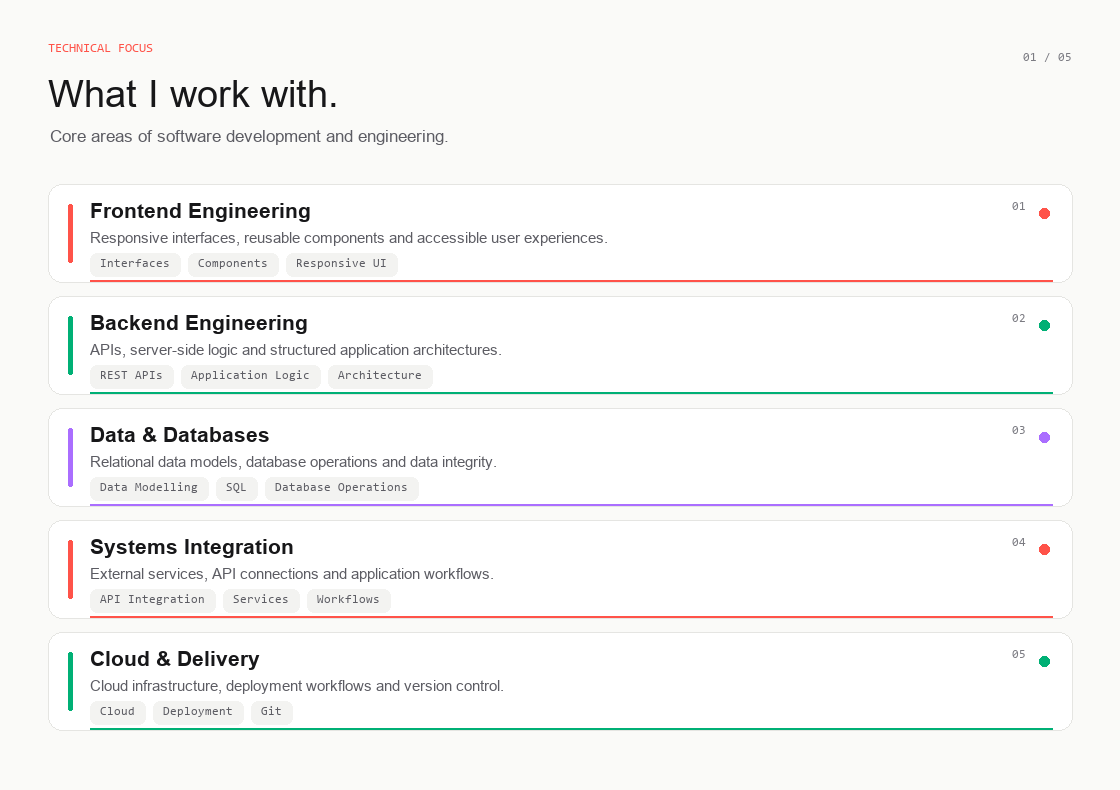 TECHNICAL FOCUS
01 / 05
What I work with.
Core areas of software development and engineering.
Frontend Engineering
01
Responsive interfaces, reusable components and accessible user experiences.
Interfaces Components Responsive UI
Backend Engineering
02
APIs, server-side logic and structured application architectures.
REST APIs Application Logic Architecture
Data & Databases
03
Relational data models, database operations and data integrity.
Data Modelling SQL Database Operations
Systems Integration
04
External services, API connections and application workflows.
API Integration Services Workflows
Cloud & Delivery
05
Cloud infrastructure, deployment workflows and version control.
Cloud Deployment Git